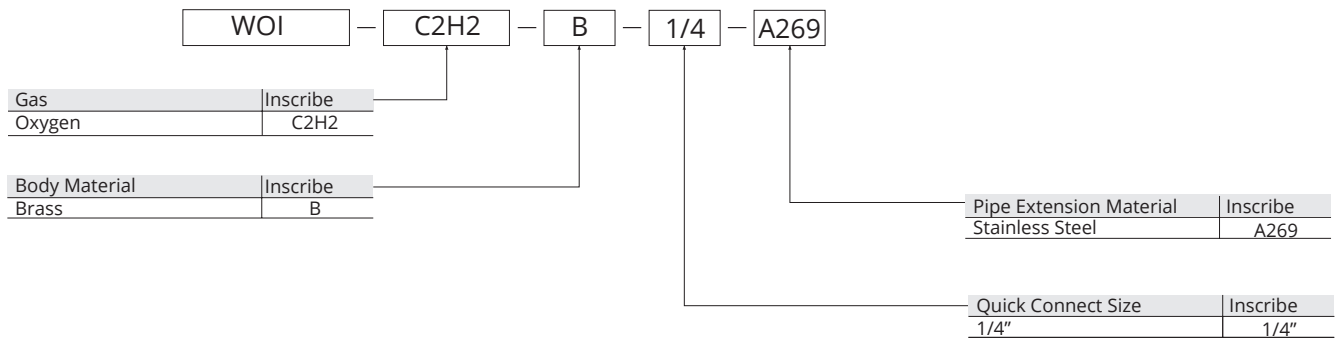 WOI — C2H2 — B — 1/4 — A269
Gas Inscribe
Oxygen C2H2
Body Material Inscribe
Brass B
Pipe Extension Material Inscribe
Stainless Steel A269
Quick Connect Size Inscribe
1/4” 1/4”